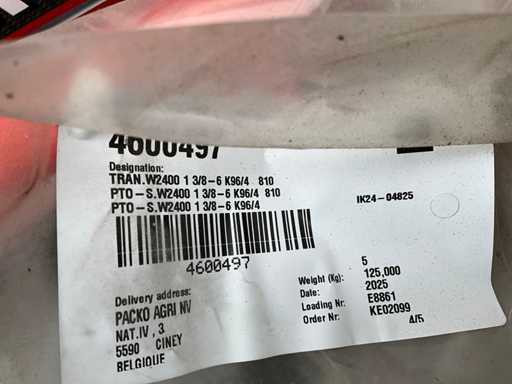 4600497
Designation:
TRAN.W2400 1 3/8-6 K96/4 810
PTO-S.W2400 1 3/8-6 K96/4 810
PTO-S.W2400 1 3/8-6 K96/4
IK24-04825
4600497
Delivery address:
PACKO AGRI NV
NAT.IV , 3
5590 CINEY
BELGIQUE
5
Weight (Kg): 125,000
Date: 2025
Loading Nr: E8861
Order Nr: KE02099
4/5